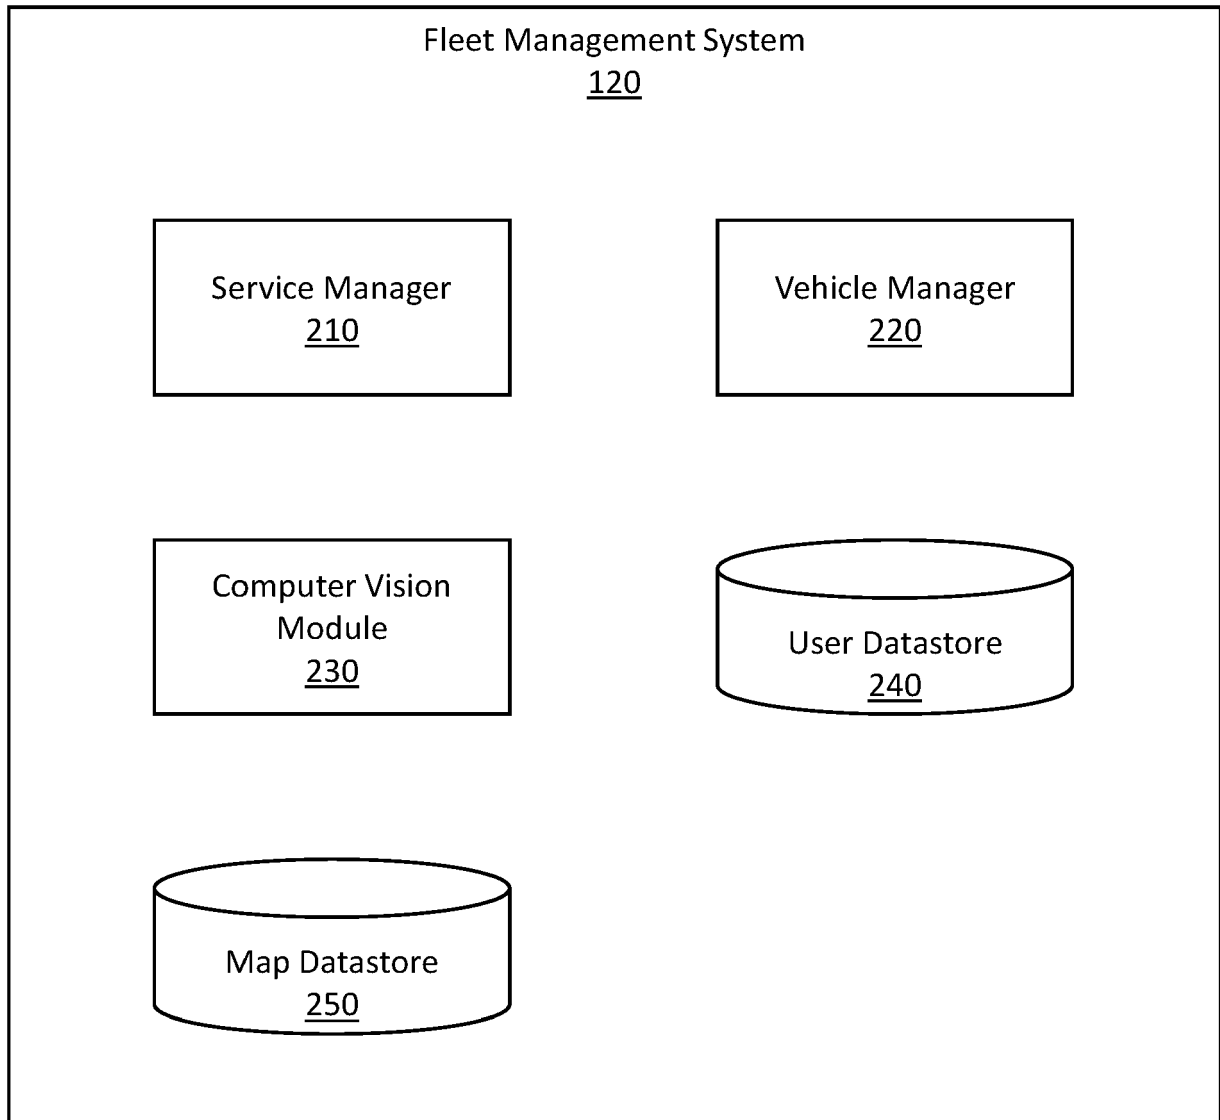 Fleet Management System
120
Service Manager
210
Vehicle Manager
220
Computer Vision
Module
230
User Datastore
240
Map Datastore
250